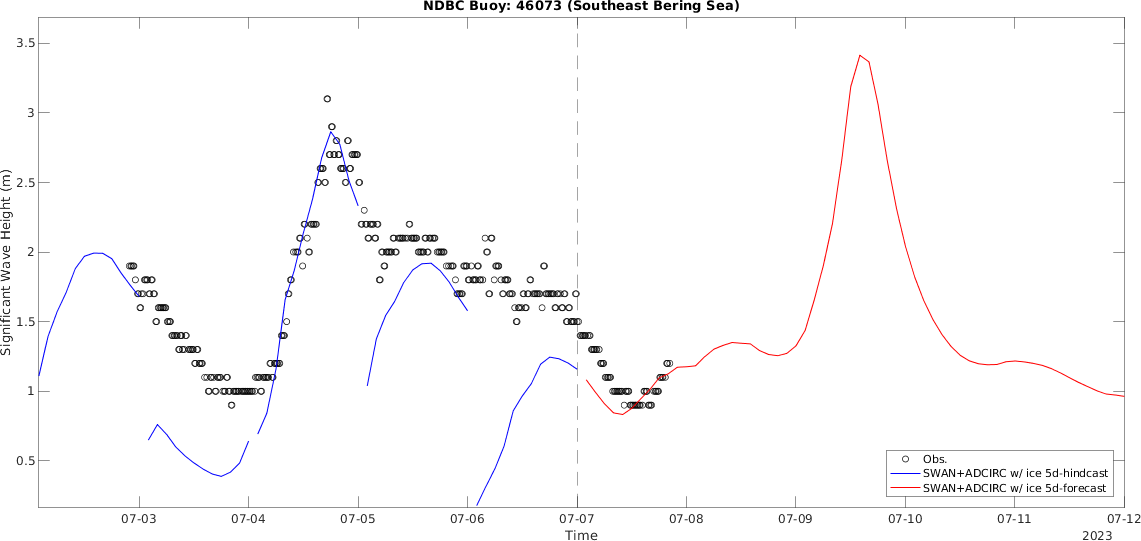 NDBC Buoy: 46073 (Southeast Bering Sea)
3.5
3
2.5
2
1.5
1
0.5
Significant Wave Height (m)
07-03 07-04 07-05 07-06 07-07 07-08 07-09 07-10 07-11 07-12
Time
2023
Obs.
SWAN+ADCIRC w/ ice 5d-hindcast
SWAN+ADCIRC w/ ice 5d-forecast